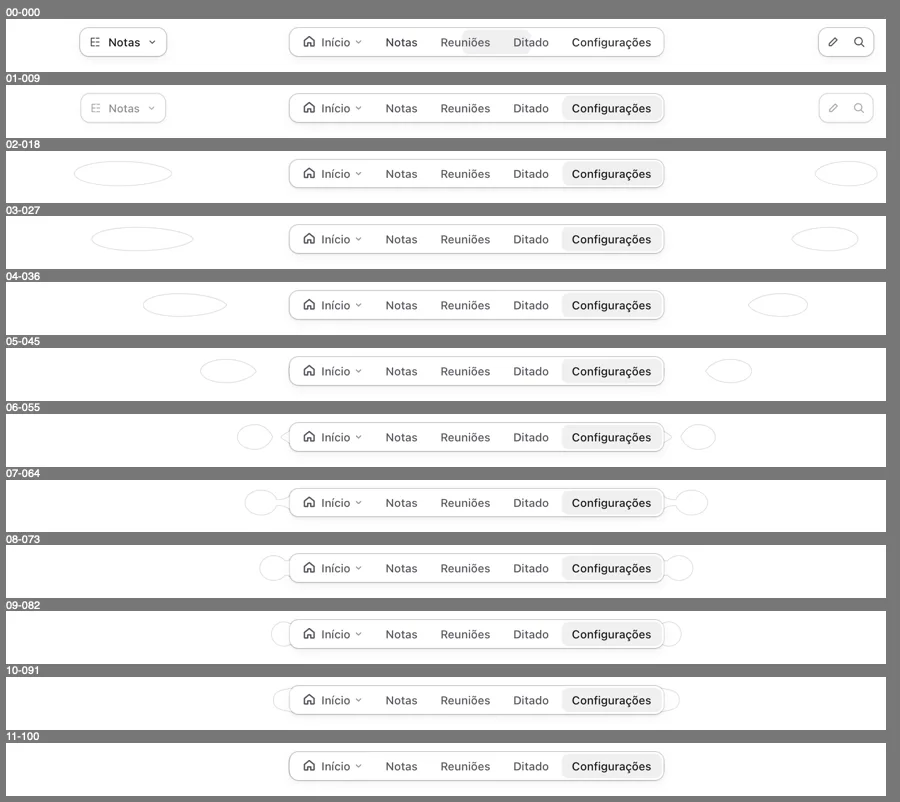 00-000
Notas Início Notas Reuniões Ditado Configurações
01-009
Notas Início Notas Reuniões Ditado Configurações
02-018
Início Notas Reuniões Ditado Configurações
03-027
Início Notas Reuniões Ditado Configurações
04-036
Início Notas Reuniões Ditado Configurações
05-045
Início Notas Reuniões Ditado Configurações
06-055
Início Notas Reuniões Ditado Configurações
07-064
Início Notas Reuniões Ditado Configurações
08-073
Início Notas Reuniões Ditado Configurações
09-082
Início Notas Reuniões Ditado Configurações
10-091
Início Notas Reuniões Ditado Configurações
11-100
Início Notas Reuniões Ditado Configurações